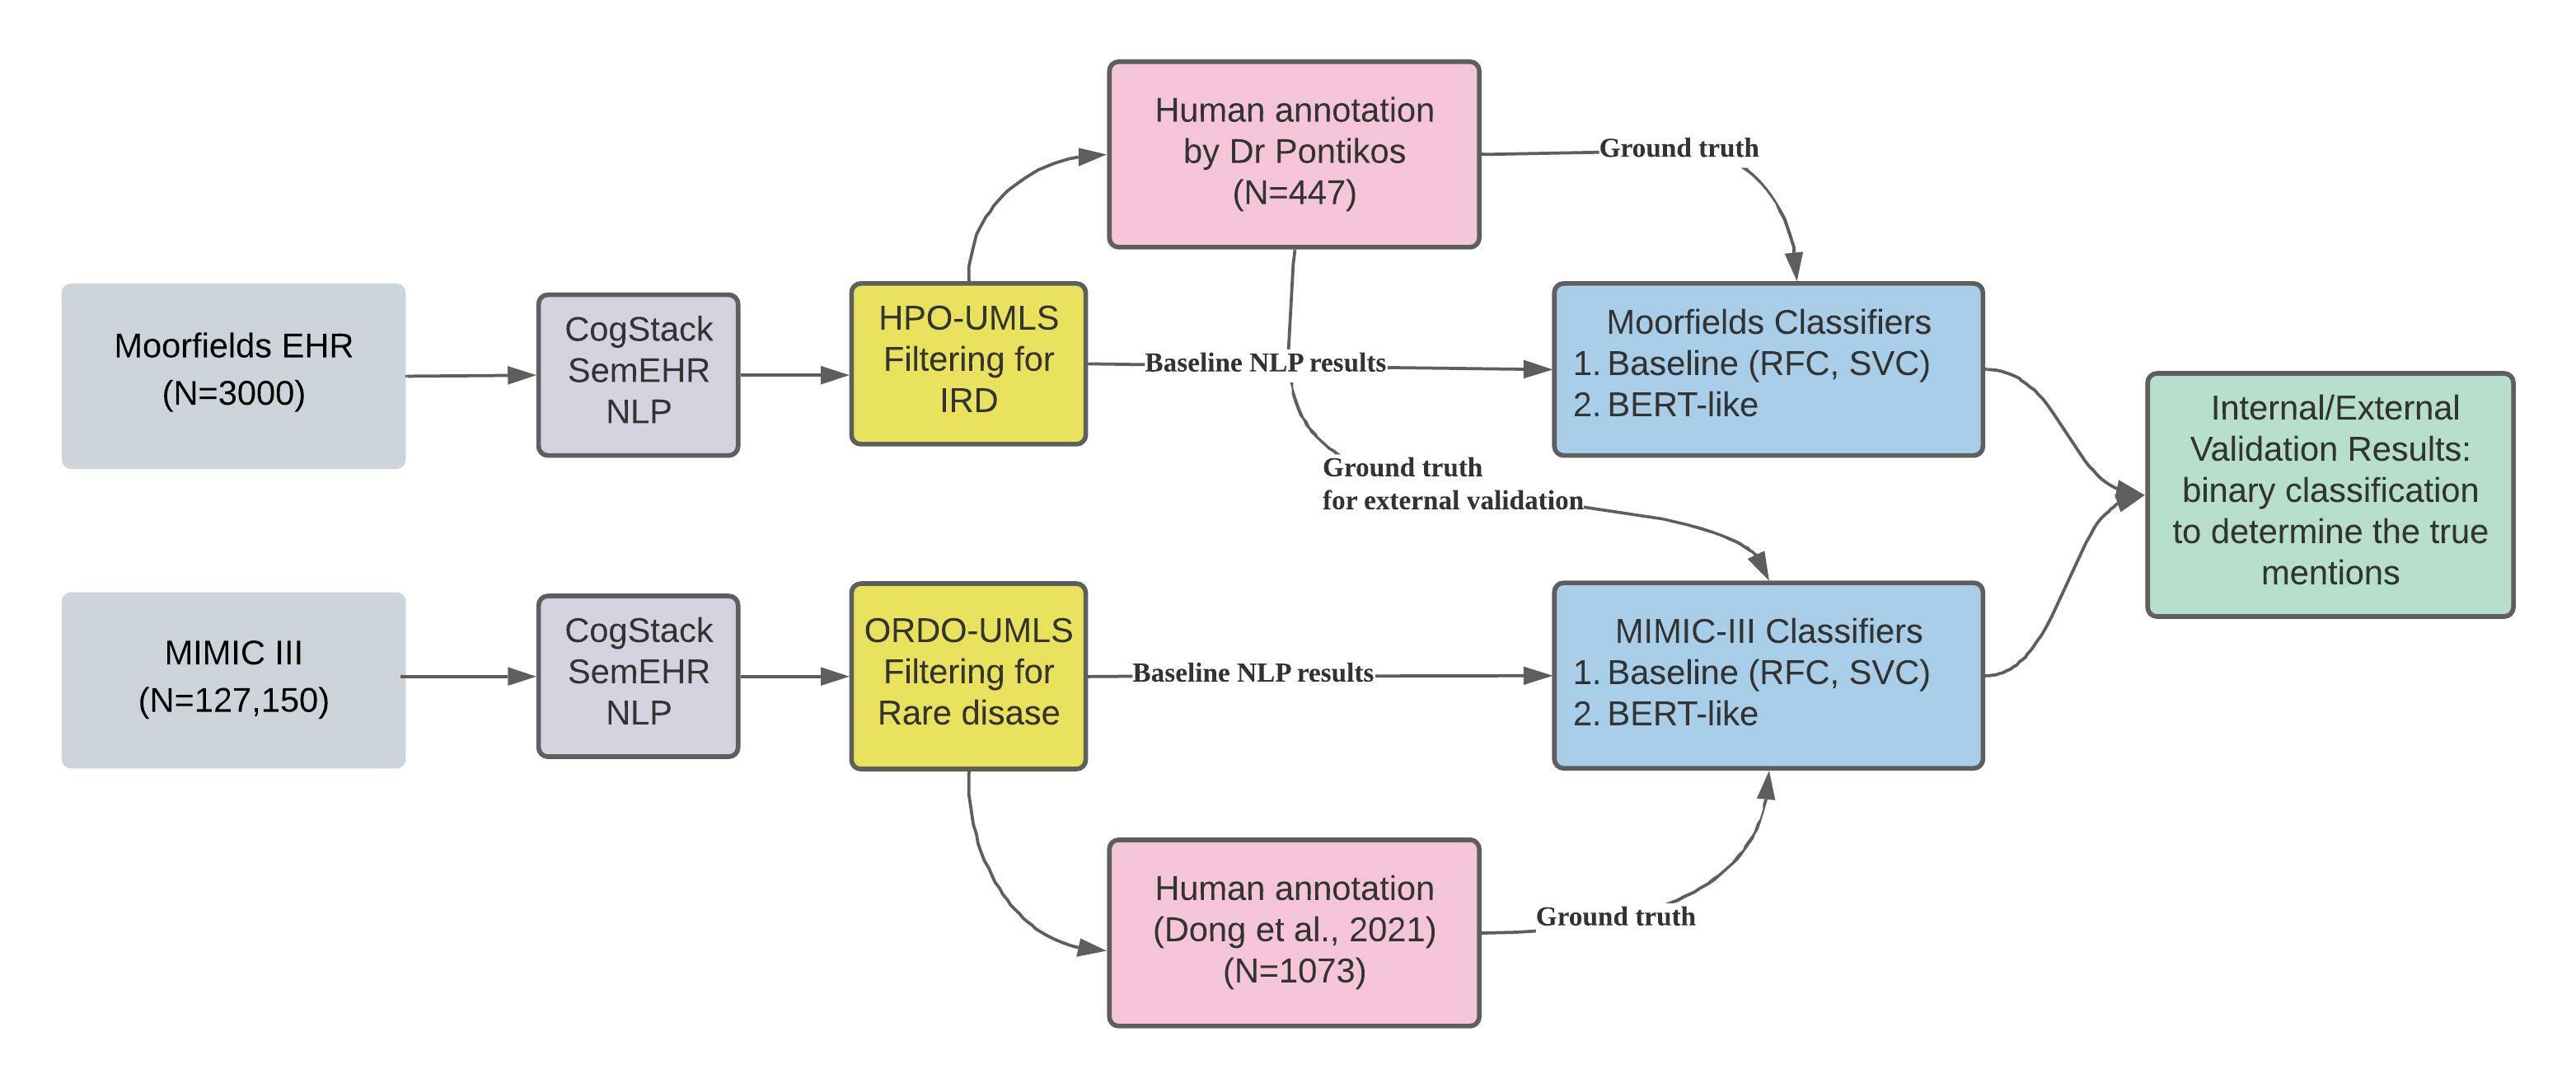 Human annotation
by Dr Pontikos
(N=447)
Ground truth
Moorfields EHR
(N=3000)
CogStack
SemEHR
NLP
HPO-UMLS
Filtering for
IRD
Baseline NLP results
Moorfields Classifiers
1. Baseline (RFC, SVC)
2. BERT-like
Ground truth
for external validation
Internal/External
Validation Results:
binary classification
to determine the true
mentions
MIMIC III
(N=127,150)
CogStack
SemEHR
NLP
ORDO-UMLS
Filtering for
Rare disase
Baseline NLP results
MIMIC-III Classifiers
1. Baseline (RFC, SVC)
2. BERT-like
Human annotation
(Dong et al., 2021)
(N=1073)
Ground truth